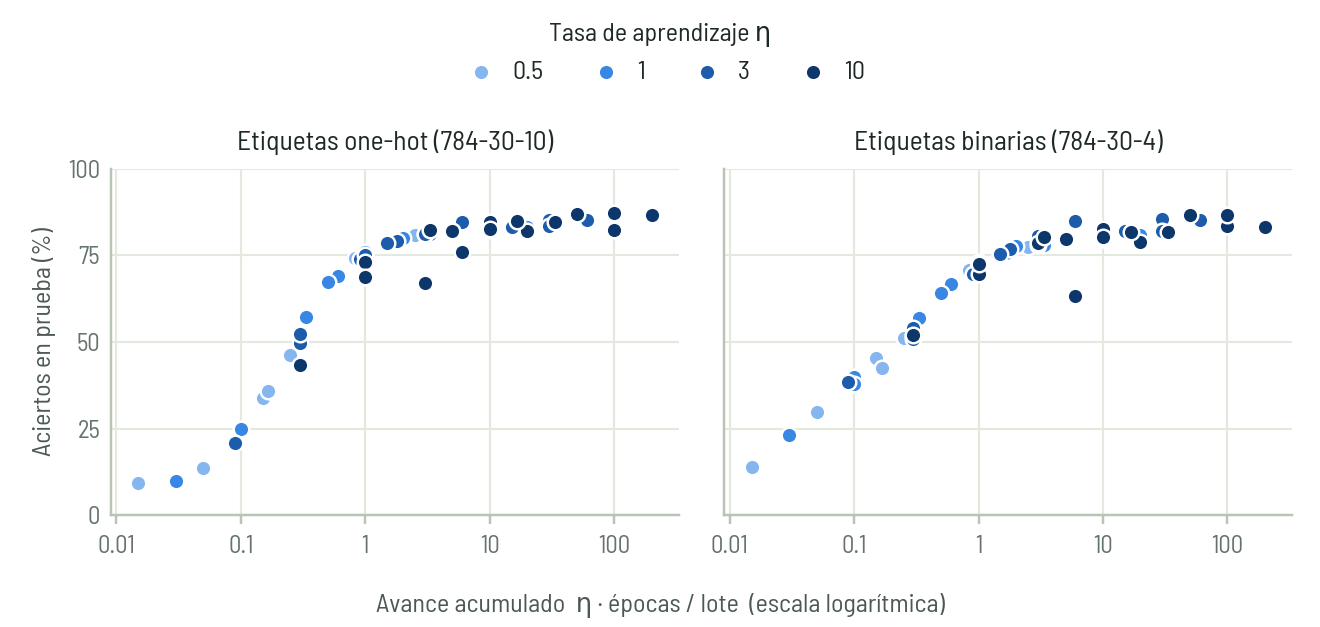 Tasa de aprendizaje η
0.5 1 3 10
Etiquetas one-hot (784-30-10)
Etiquetas binarias (784-30-4)
Aciertos en prueba (%)
100
75
50
25
0
0.01 0.1 1 10 100
0.01 0.1 1 10 100
Avance acumulado η · épocas / lote (escala logarítmica)